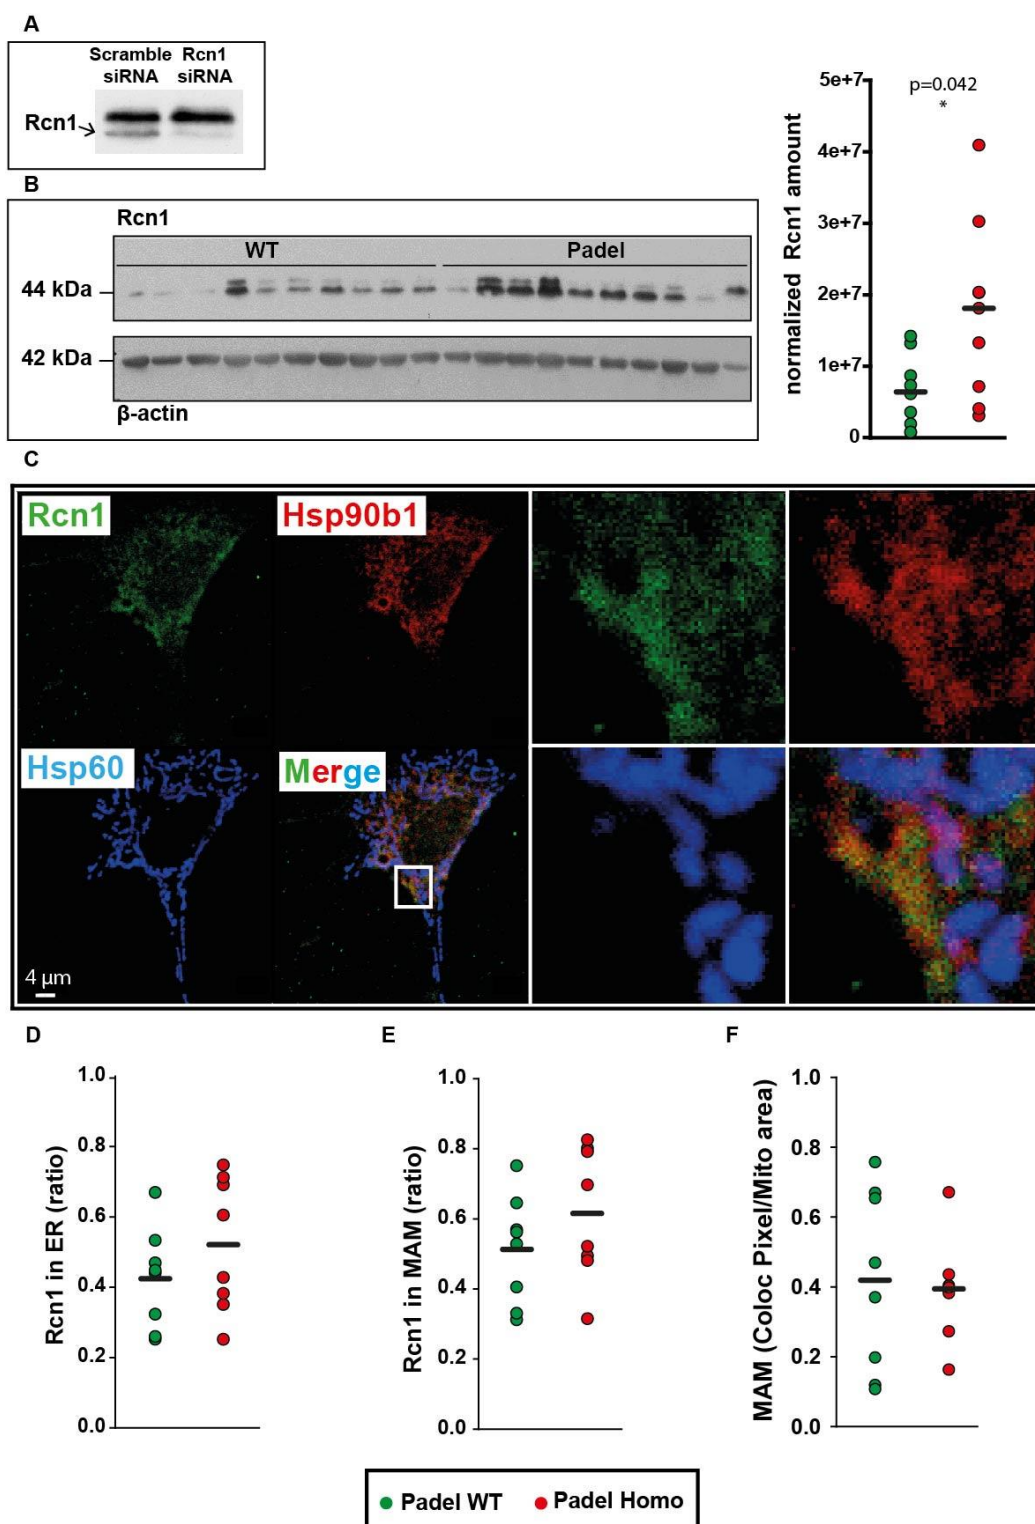 A
Scramble Rcn1
siRNA siRNA
Rcn1
B
Rcn1
WT Padel
44 kDa
42 kDa
β-actin
normalized Rcn1 amount
5e+7
4e+7
3e+7
2e+7
1e+7
0
p=0.042
*
C
Rcn1
Hsp90b1
Hsp60
Merge
4 µm
D
Rcn1 in ER (ratio)
1.0
0.8
0.6
0.4
0.2
0.0
E
Rcn1 in MAM (ratio)
1.0
0.8
0.6
0.4
0.2
0.0
F
MAM (Coloc Pixel/Mito area)
1.0
0.8
0.6
0.4
0.2
0.0
Padel WT Padel Homo